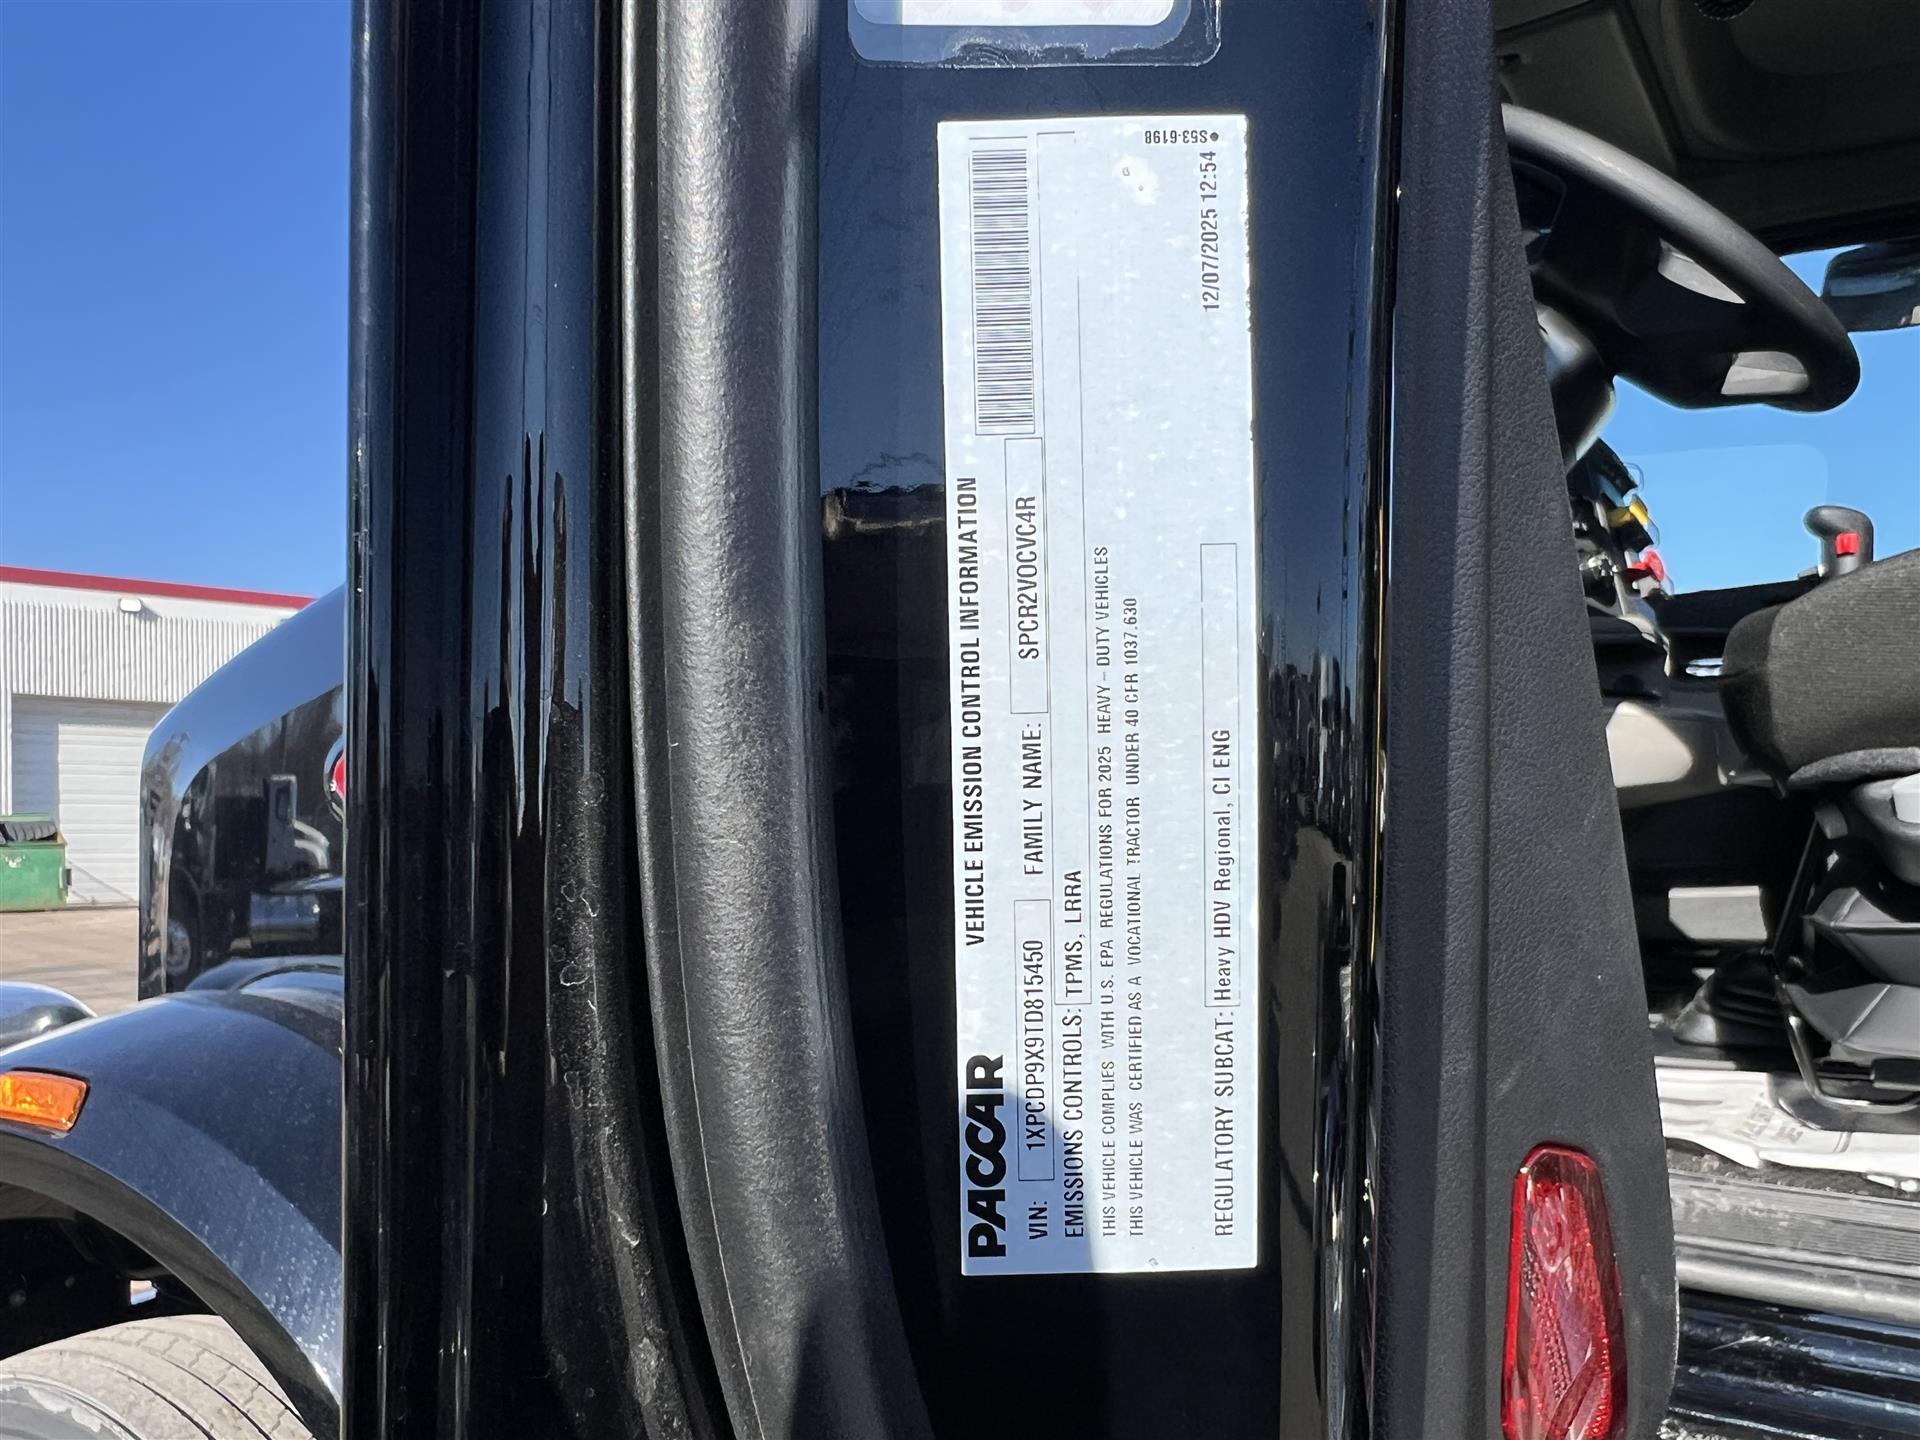 PACCAR VEHICLE EMISSION CONTROL INFORMATION
VIN: 1XPCDP9X9TD815450 FAMILY NAME: SPCR2VOCVC4R
EMISSIONS CONTROLS: TPMS, LRRA
THIS VEHICLE COMPLIES WITH U.S. EPA REGULATIONS FOR 2025 HEAVY - DUTY VEHICLES
THIS VEHICLE WAS CERTIFIED AS A VOCATIONAL TRACTOR UNDER 40 CFR 1037.630
REGULATORY SUBCAT: Heavy HDV Regional, CI ENG
12/07/2025 12:54
S53-6198